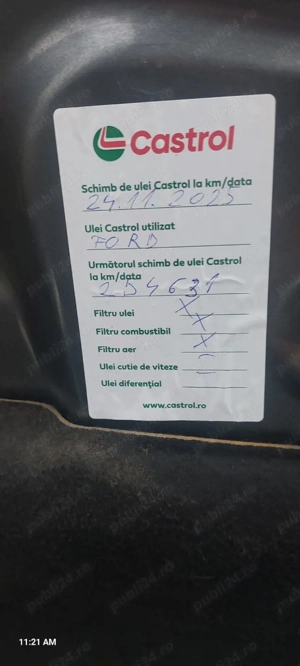 Castrol
Schimb de ulei Castrol la km/data
24.11.2025
Ulei Castrol utilizat
FORD
Următorul schimb de ulei Castrol
la km/data
254631
Filtru ulei X
Filtru combustibil X
Filtru aer X
Ulei cutie de viteze –
Ulei diferențial –
www.castrol.ro
11:21 AM